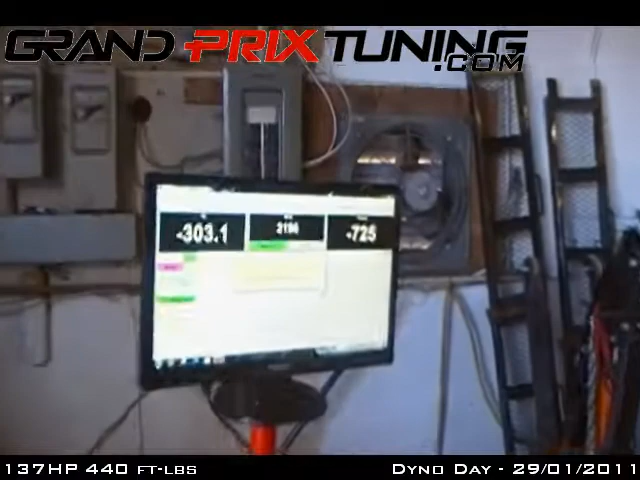 GRAND PRIX TUNING
.COM
-303.1 2196 -725
137HP 440 FT-LBS DYNO DAY - 29/01/2011